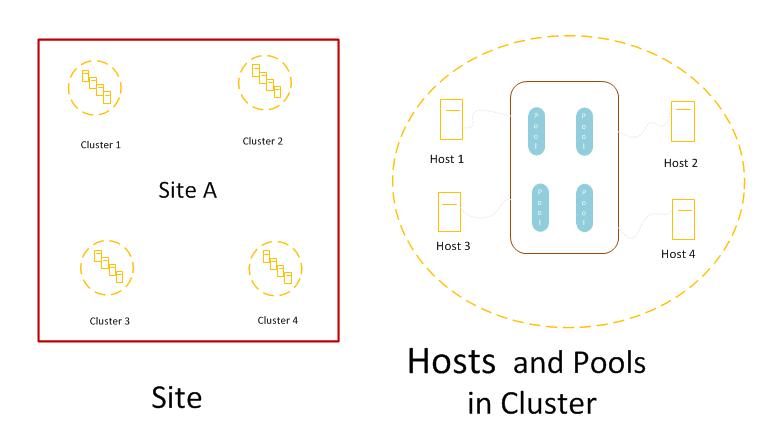 Cluster 1
Cluster 2
Site A
Cluster 3
Cluster 4
Site
Host 1
Pool
Pool
Host 2
Host 3
Pool
Pool
Host 4
Hosts and Pools
in Cluster